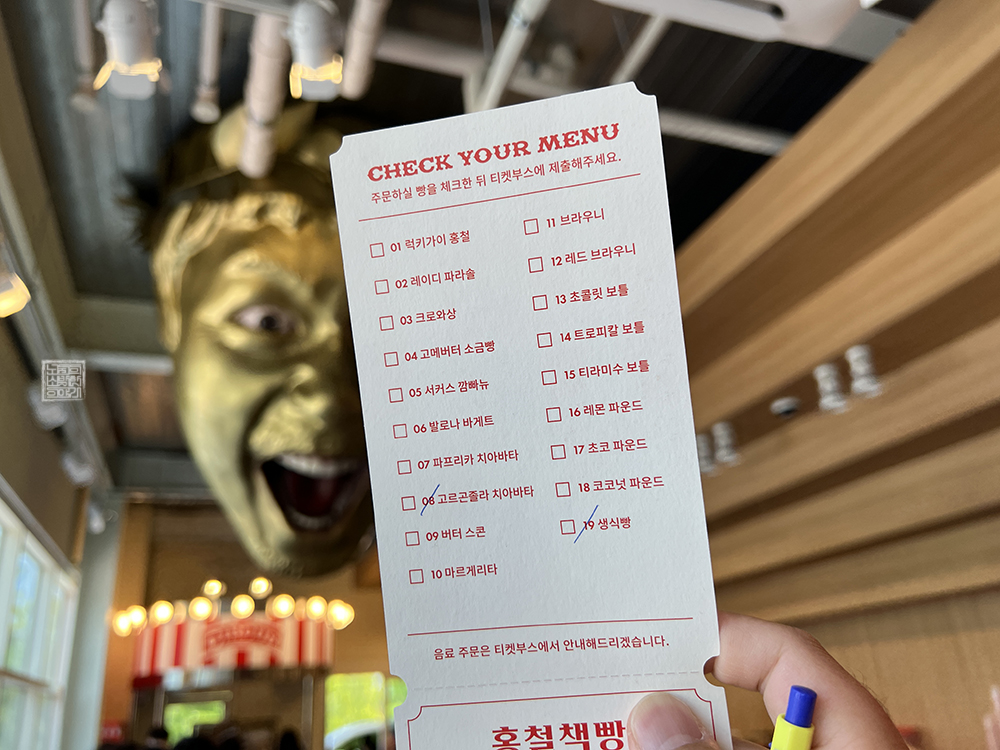 CHECK YOUR MENU
주문하실 빵을 체크한 뒤 티켓부스에 제출해주세요.
01 럭키가이 홍철
02 레이디 파라솔
03 크로와상
04 고메버터 소금빵
05 서커스 깜빠뉴
06 발로나 바게트
07 파프리카 치아바타
08 고르곤졸라 치아바타
09 버터 스콘
10 마르게리타
11 브라우니
12 레드 브라우니
13 초콜릿 보틀
14 트로피칼 보틀
15 티라미수 보틀
16 레몬 파운드
17 초코 파운드
18 코코넛 파운드
19 생식빵
음료 주문은 티켓부스에서 안내해드리겠습니다.
홍철책빵